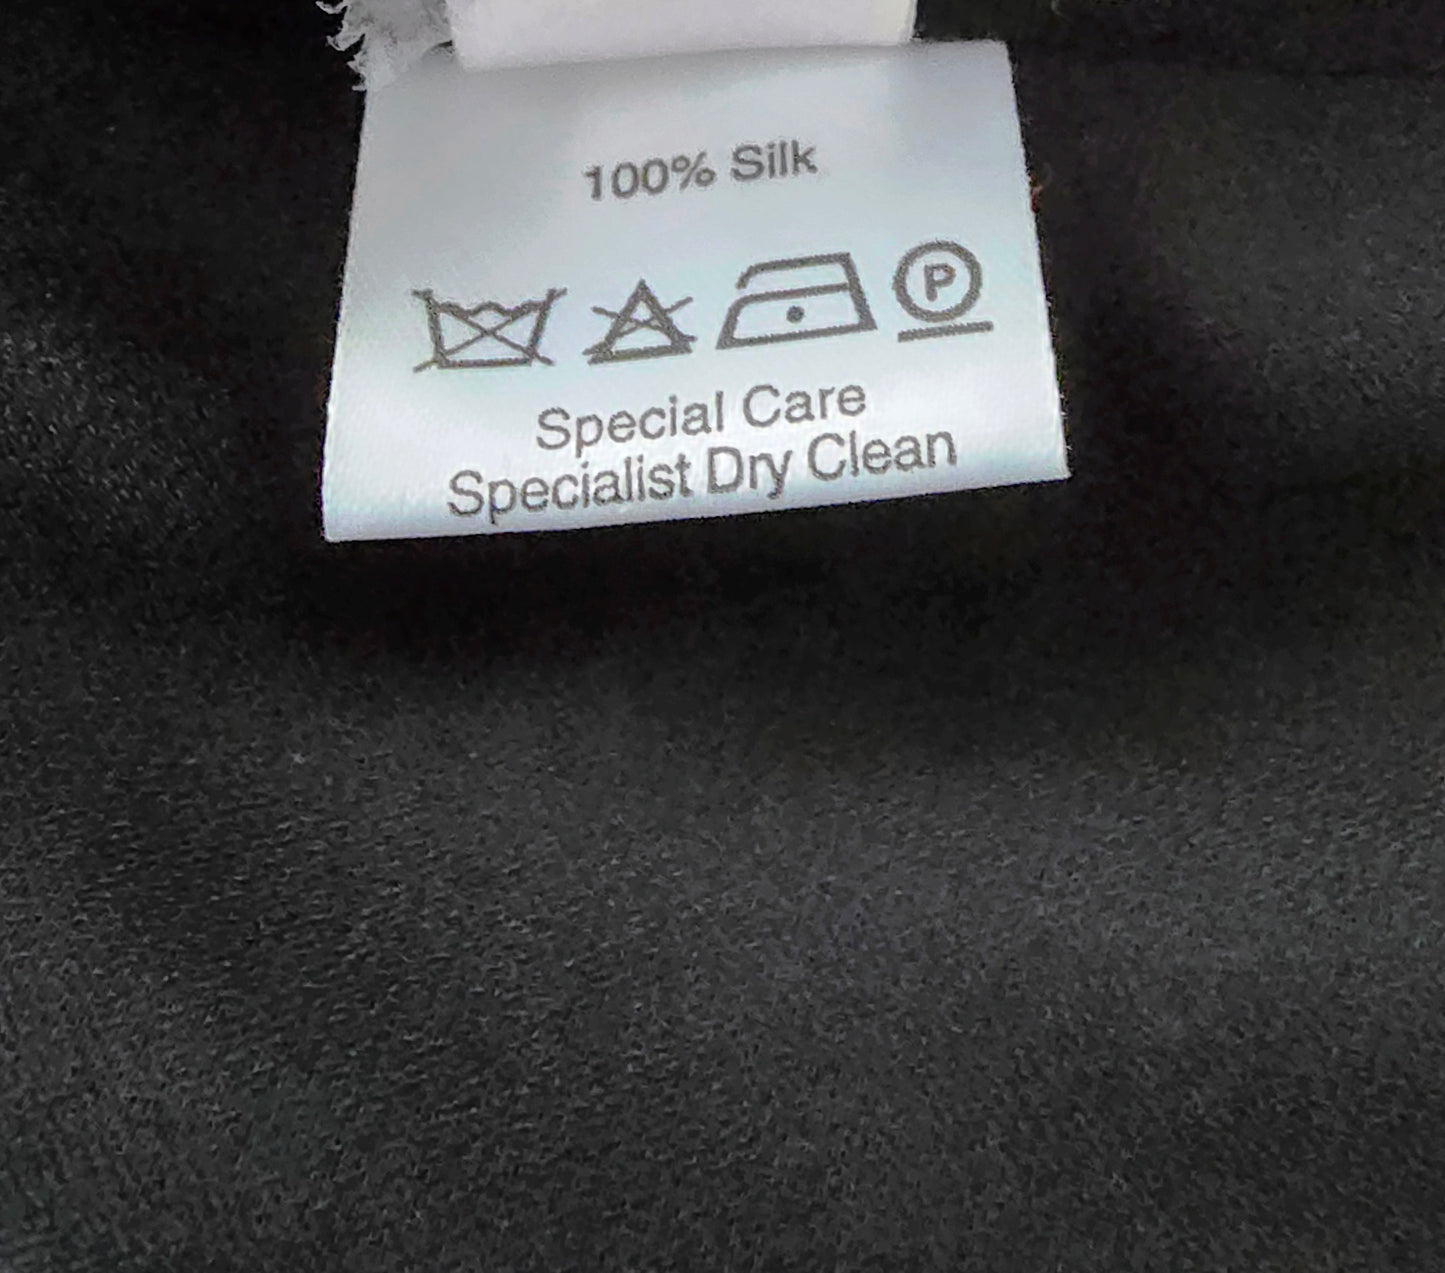 100% Silk
P
Special Care
Specialist Dry Clean